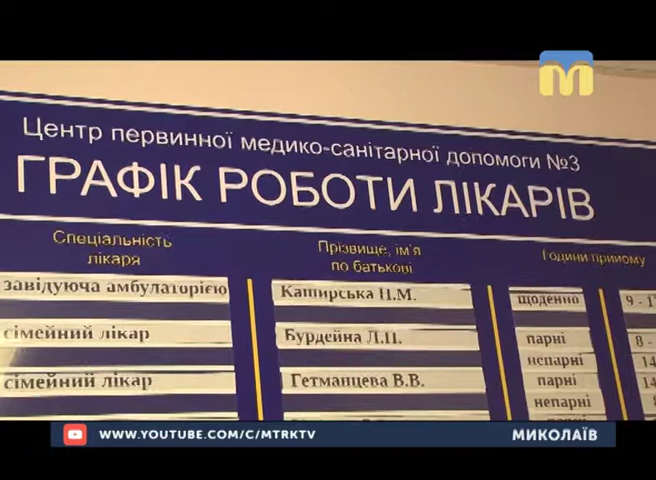 М
Центр первинної медико-санітарної допомоги №3
ГРАФІК РОБОТИ ЛІКАРІВ
Спеціальність лікаря
Прізвище, ім'я по батькові
Години прийому
завідуюча амбулаторією Каширська Н.М. щоденно
сімейний лікар Бурдейна Л.П. парні
непарні
сімейний лікар Гетманцева В.В. парні
непарні
WWW.YOUTUBE.COM/C/MTRKTV
МИКОЛАЇВ